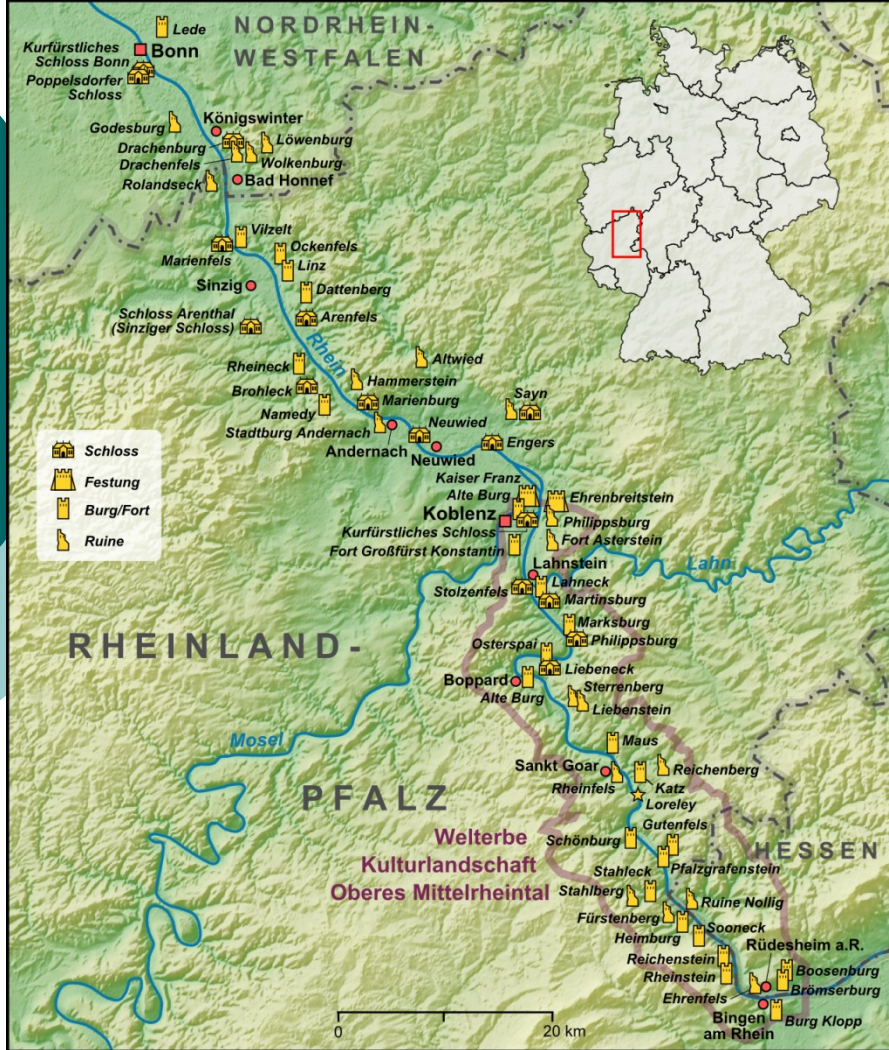 NORDRHEIN-
WESTFALEN
Lede
Kurfürstliches
Schloss Bonn
Bonn
Poppelsdorfer
Schloss
Godesburg
Königswinter
Drachenburg
Löwenburg
Drachenfels
Wolkenburg
Rolandseck
Bad Honnef
Vilzelt
Marienfels
Ockenfels
Linz
Sinzig
Dattenberg
Schloss Arenthal
(Sinziger Schloss)
Arenfels
Rhein
Rheineck
Altwied
Hammerstein
Brohleck
Marienburg
Sayn
Namedy
Stadtburg Andernach
Neuwied
Andernach
Neuwied
Engers
Schloss
Festung
Burg/Fort
Ruine
Kaiser Franz
Alte Burg
Ehrenbreitstein
Koblenz
Philippsburg
Kurfürstliches Schloss
Fort Asterstein
Fort Großfürst Konstantin
Lahnstein
Lahn
Lahneck
Stolzenfels
Martinsburg
Marksburg
Philippsburg
Osterspai
Liebeneck
Boppard
Alte Burg
Sterrenberg
Liebenstein
RHEINLAND-
PFALZ
Mosel
Maus
Sankt Goar
Reichenberg
Rheinfels
Katz
Loreley
Gutenfels
Schönburg
HESSEN
Welterbe
Kulturlandschaft
Oberes Mittelrheintal
Pfalzgrafenstein
Stahleck
Stahlberg
Ruine Nollig
Fürstenberg
Sooneck
Heimburg
Rüdesheim a.R.
Reichenstein
Boosenburg
Rheinstein
Brömserburg
Ehrenfels
Bingen
am Rhein
Burg Klopp
0 20 km